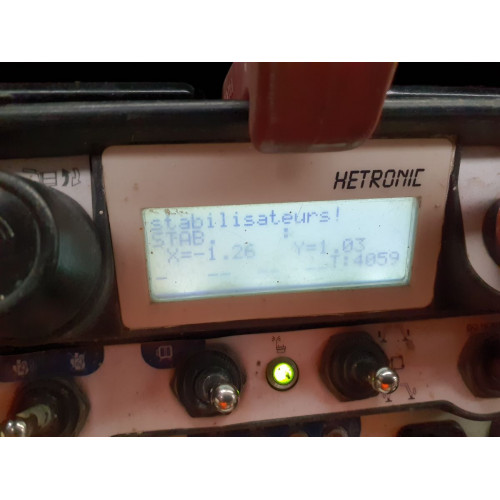 HETRONIC
stabilisateurs!
STAB. :
X=-1.26 Y=1.03
T:4059